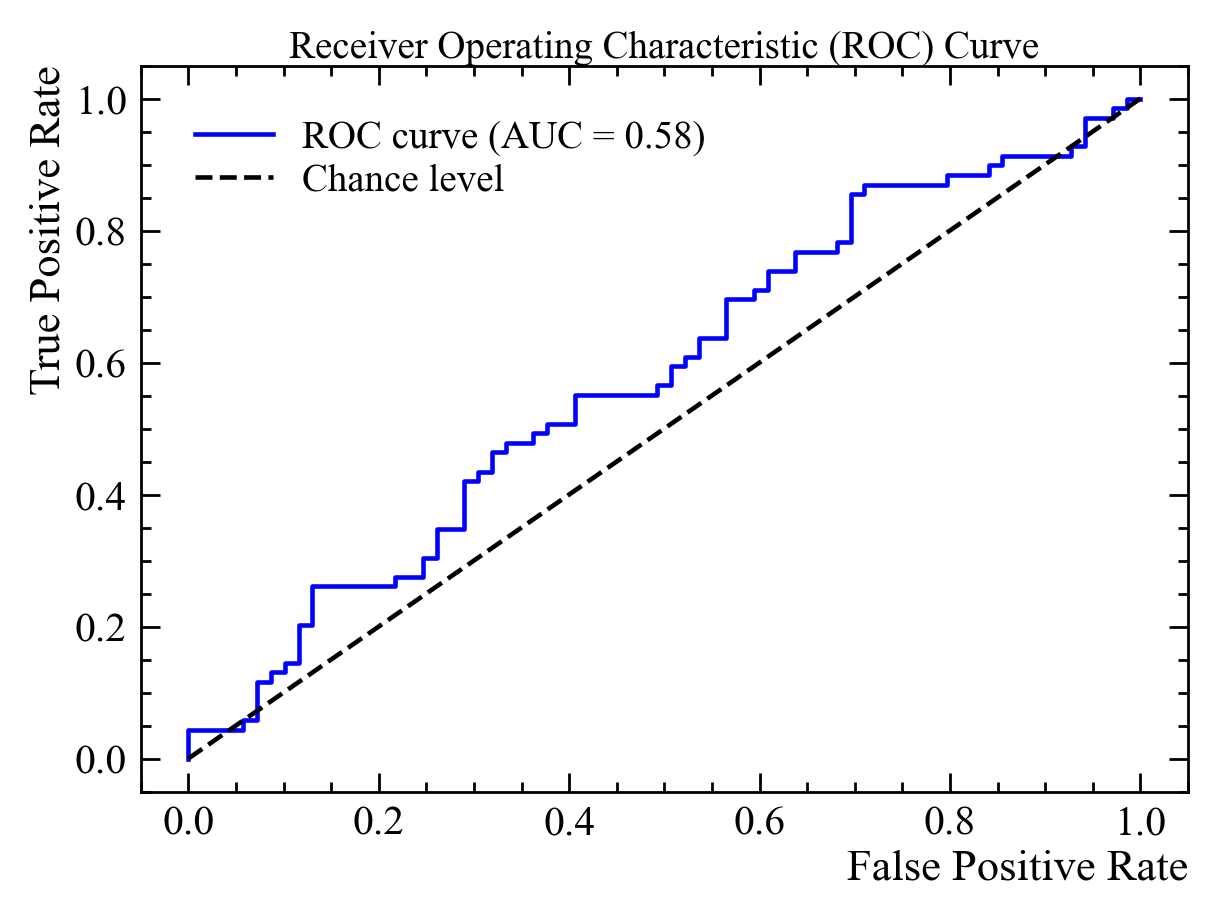 Receiver Operating Characteristic (ROC) Curve
True Positive Rate
1.0
0.8
0.6
0.4
0.2
0.0
ROC curve (AUC = 0.58)
Chance level
0.0 0.2 0.4 0.6 0.8 1.0
False Positive Rate